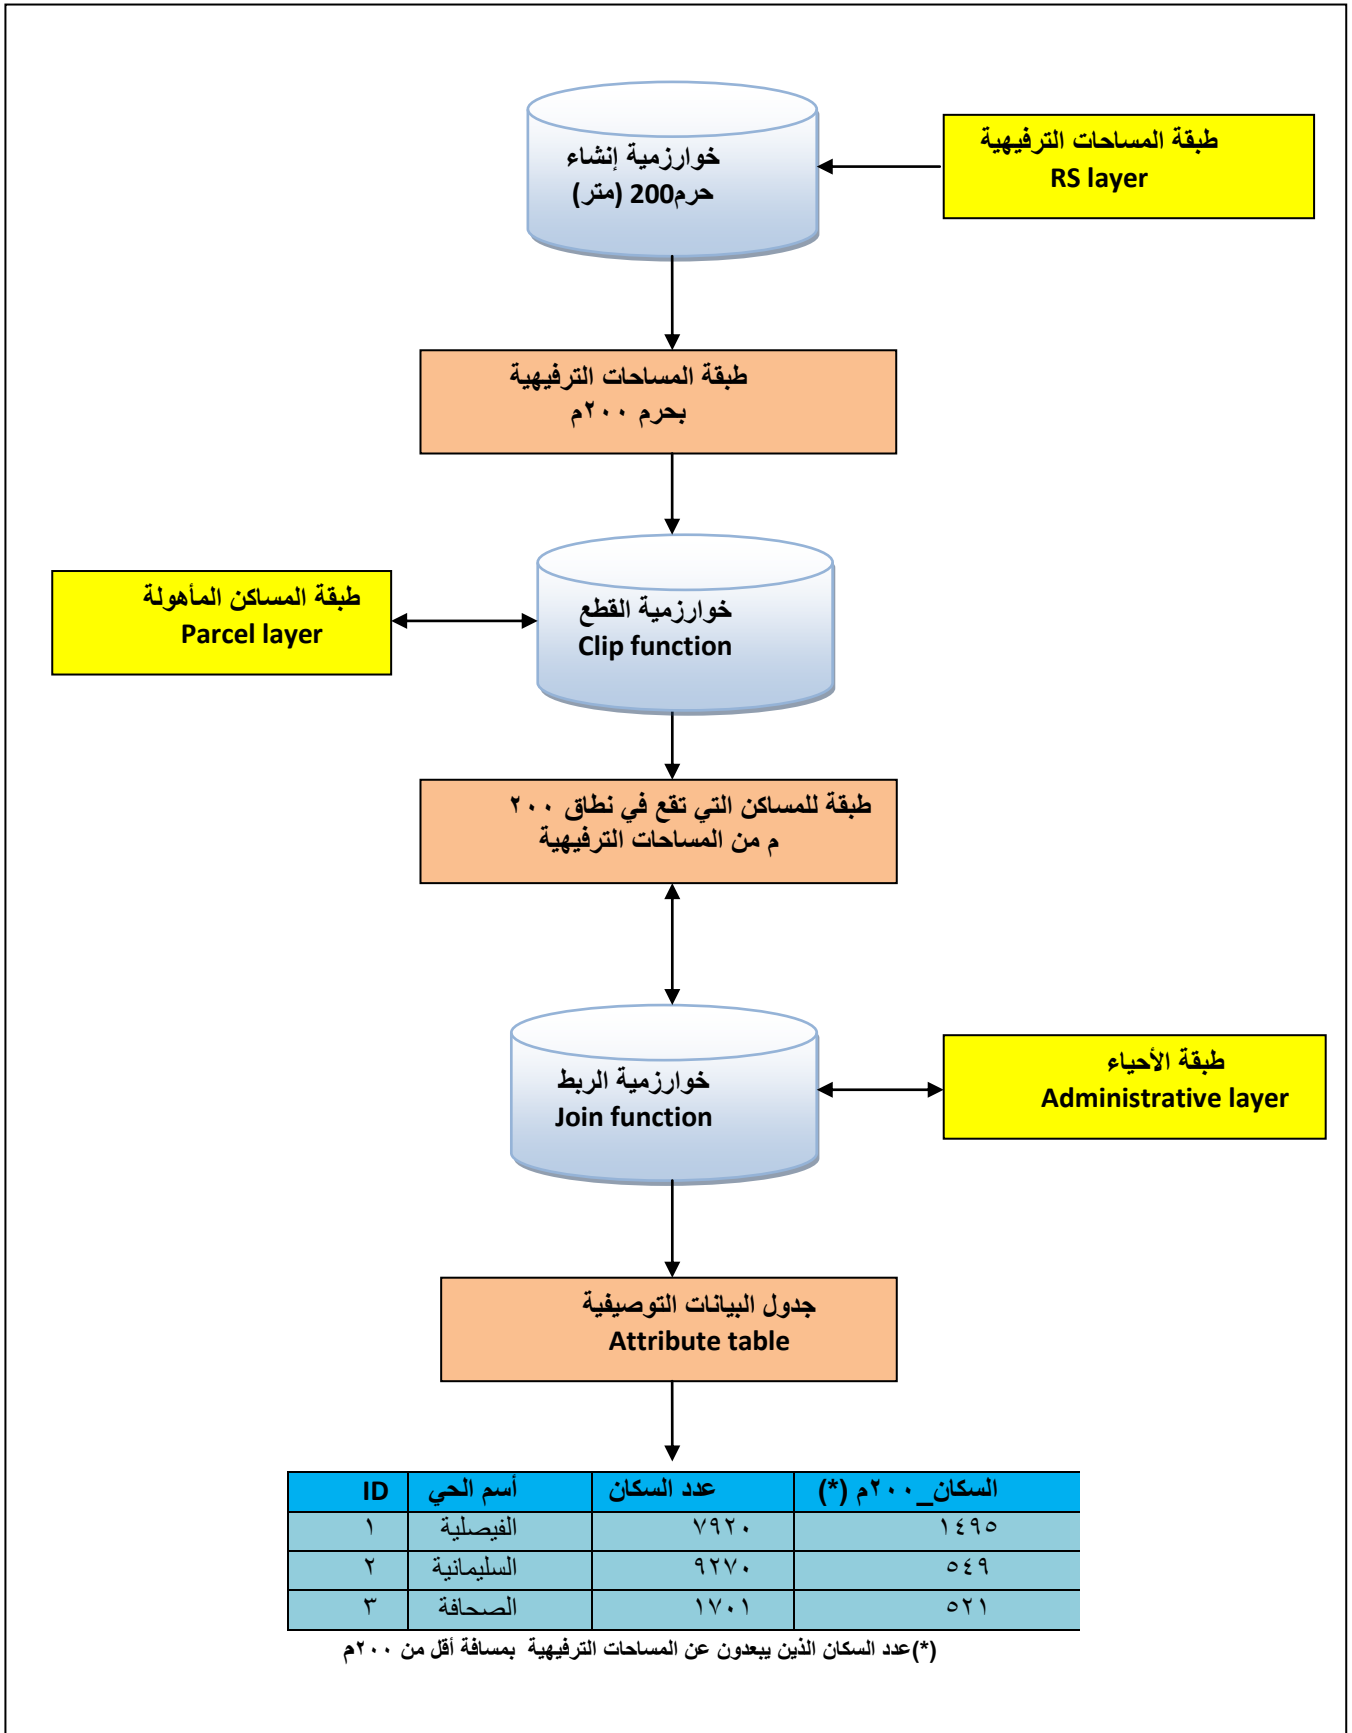 خوارزمية إنشاء
حرم200 (متر)
طبقة المساحات الترفيهية
RS layer
طبقة المساحات الترفيهية
بحرم ٢٠٠م
طبقة المساكن المأهولة
Parcel layer
خوارزمية القطع
Clip function
طبقة للمساكن التي تقع في نطاق ٢٠٠
م من المساحات الترفيهية
خوارزمية الربط
Join function
طبقة الأحياء
Administrative layer
جدول البيانات التوصيفية
Attribute table
ID أسم الحي عدد السكان السكان_٢٠٠م (*)
١ الفيصلية ٧٩٢٠ ١٤٩٥
٢ السليمانية ٩٢٧٠ ٥٤٩
٣ الصحافة ١٧٠١ ٥٢١
(*)عدد السكان الذين يبعدون عن المساحات الترفيهية بمسافة أقل من ٢٠٠م